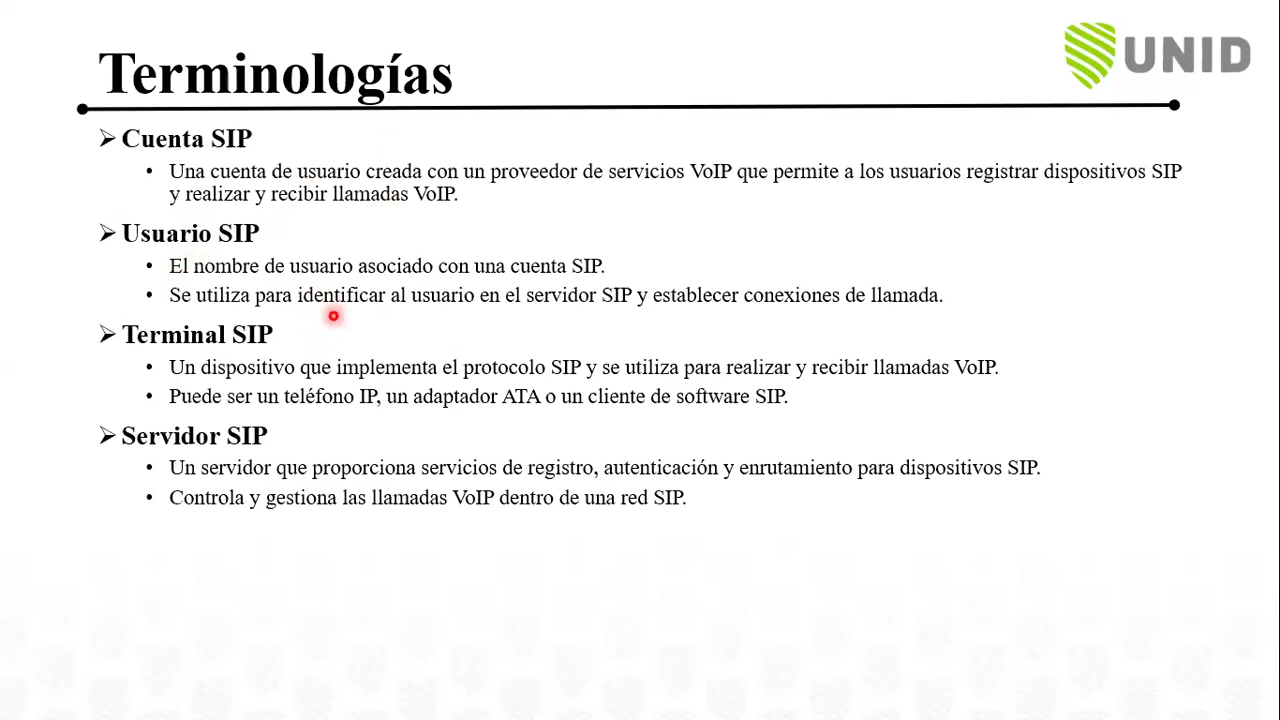 UNID
Terminologías
Cuenta SIP
Una cuenta de usuario creada con un proveedor de servicios VoIP que permite a los usuarios registrar dispositivos SIP
y realizar y recibir llamadas VoIP.
Usuario SIP
El nombre de usuario asociado con una cuenta SIP.
Se utiliza para identificar al usuario en el servidor SIP y establecer conexiones de llamada.
Terminal SIP
Un dispositivo que implementa el protocolo SIP y se utiliza para realizar y recibir llamadas VoIP.
Puede ser un teléfono IP, un adaptador ATA o un cliente de software SIP.
Servidor SIP
Un servidor que proporciona servicios de registro, autenticación y enrutamiento para dispositivos SIP.
Controla y gestiona las llamadas VoIP dentro de una red SIP.